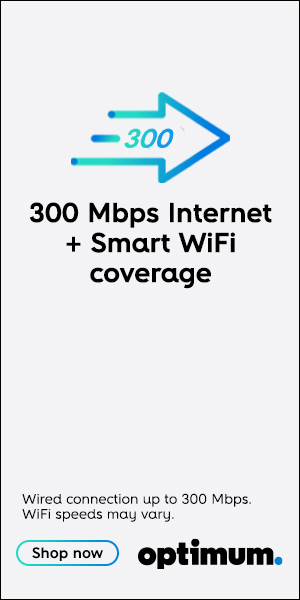 300
300 Mbps Internet
+ Smart WiFi
coverage
Wired connection up to 300 Mbps.
WiFi speeds may vary.
Shop now
optimum.